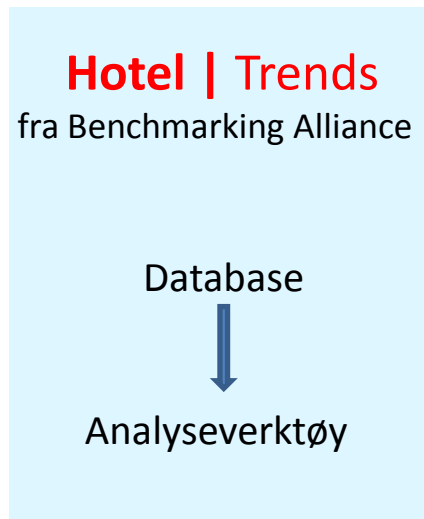 Hotel | Trends
fra Benchmarking Alliance
Database
Analyseverktøy